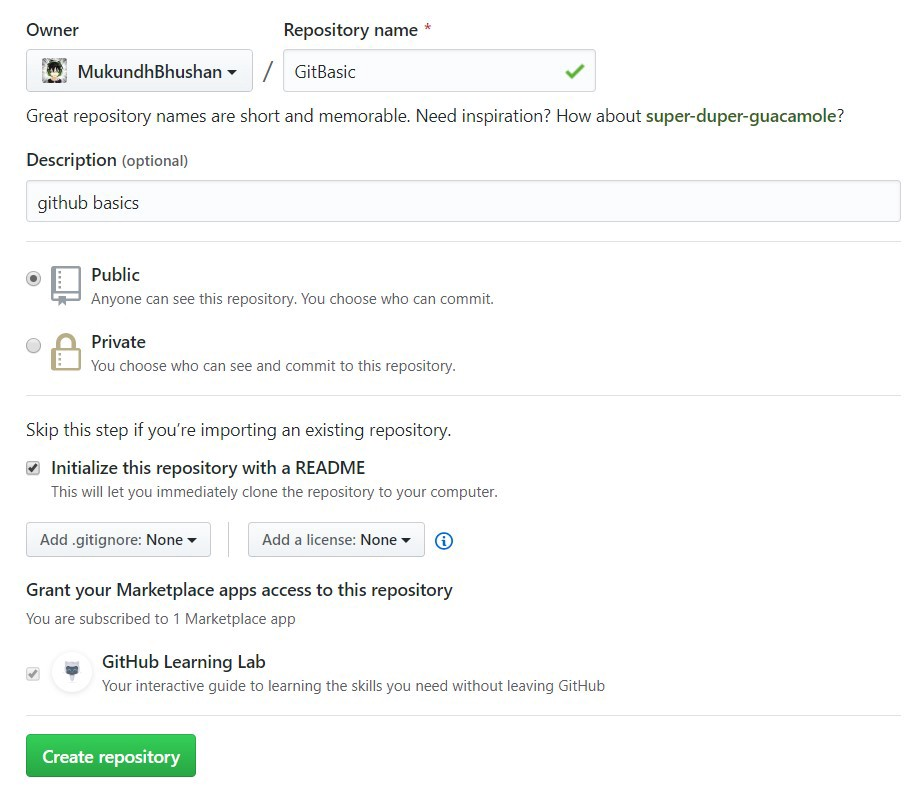 Owner
Repository name *
MukundhBhushan / GitBasic
Great repository names are short and memorable. Need inspiration? How about super-duper-guacamole?
Description (optional)
github basics
Public
Anyone can see this repository. You choose who can commit.
Private
You choose who can see and commit to this repository.
Skip this step if you’re importing an existing repository.
Initialize this repository with a README
This will let you immediately clone the repository to your computer.
Add .gitignore: None
Add a license: None
Grant your Marketplace apps access to this repository
You are subscribed to 1 Marketplace app
GitHub Learning Lab
Your interactive guide to learning the skills you need without leaving GitHub
Create repository